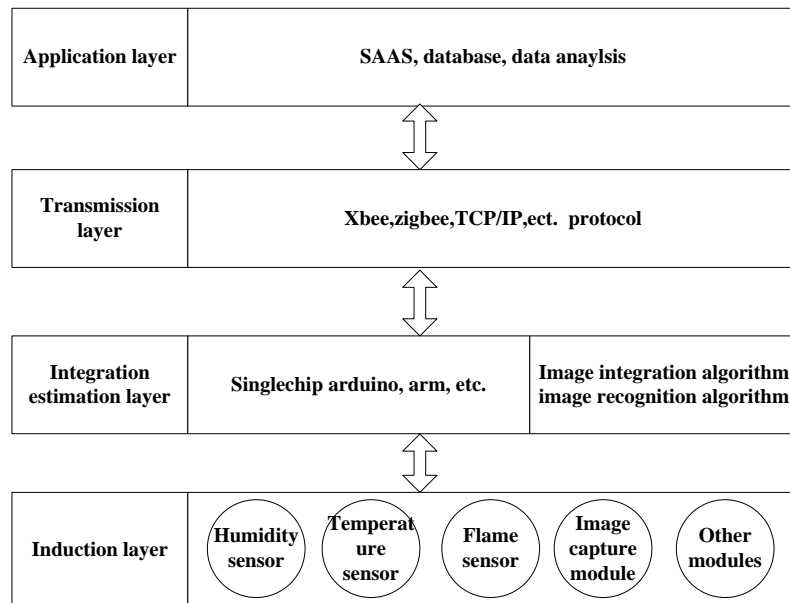 Application layer
SAAS, database, data anaylsis
Transmission
layer
Xbee,zigbee,TCP/IP,ect.  protocol
Integration
estimation layer
Singlechip arduino, arm, etc.
Image integration algorithm
image recognition algorithm
Induction layer
Humidity
sensor
Temperat
ure
sensor
Flame
sensor
Image
capture
module
Other
modules